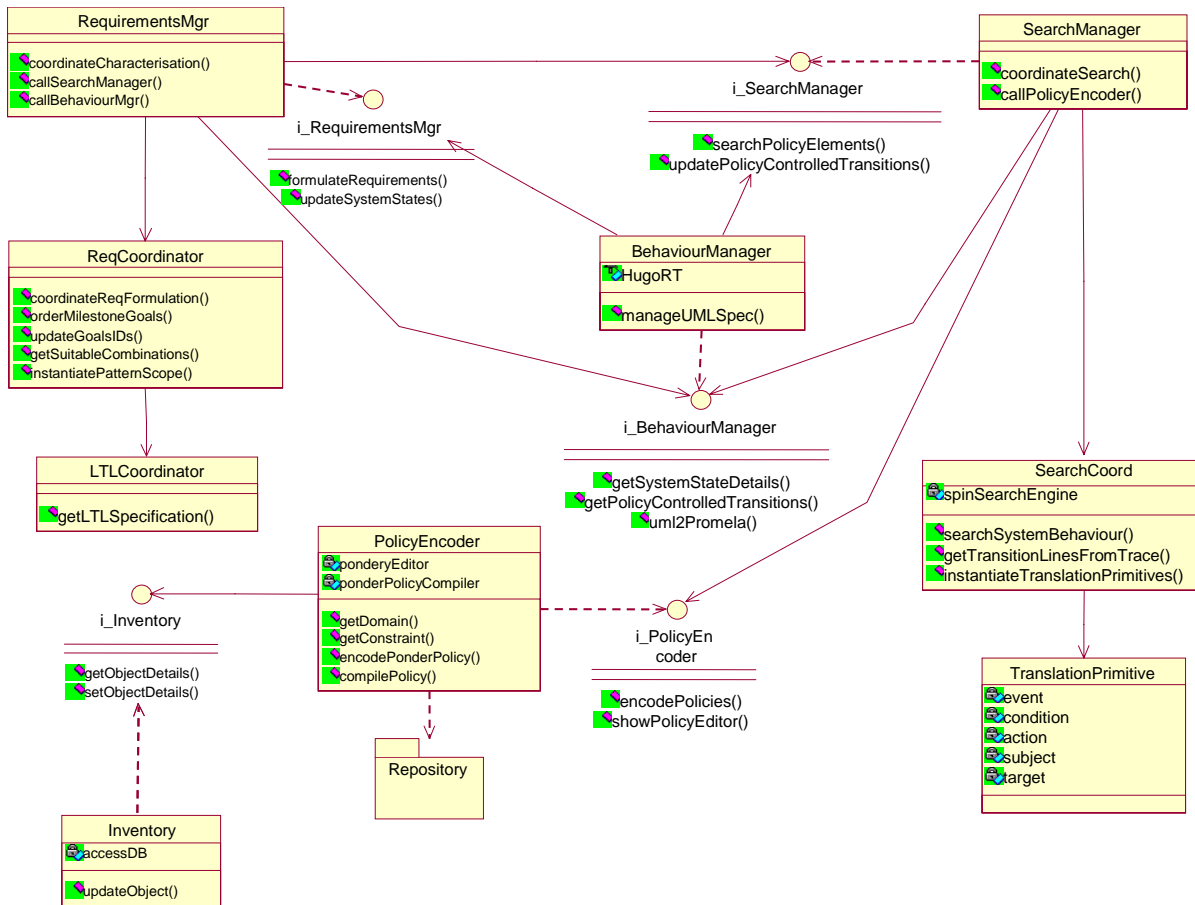 RequirementsMgr
coordinateCharacterisation()
callSearchManager()
callBehaviourMgr()
i_RequirementsMgr
formulateRequirements()
updateSystemStates()
i_SearchManager
searchPolicyElements()
updatePolicyControlledTransitions()
SearchManager
coordinateSearch()
callPolicyEncoder()
ReqCoordinator
coordinateReqFormulation()
orderMilestoneGoals()
updateGoalsIDs()
getSuitableCombinations()
instantiatePatternScope()
BehaviourManager
HugoRT
manageUMLSpec()
i_BehaviourManager
getSystemStateDetails()
getPolicyControlledTransitions()
uml2Promela()
LTLCoordinator
getLTLSpecification()
SearchCoord
spinSearchEngine
searchSystemBehaviour()
getTransitionLinesFromTrace()
instantiateTranslationPrimitives()
PolicyEncoder
ponderyEditor
ponderPolicyCompiler
getDomain()
getConstraint()
encodePonderPolicy()
compilePolicy()
i_Inventory
getObjectDetails()
setObjectDetails()
i_PolicyEn
coder
encodePolicies()
showPolicyEditor()
TranslationPrimitive
event
condition
action
subject
target
Repository
Inventory
accessDB
updateObject()